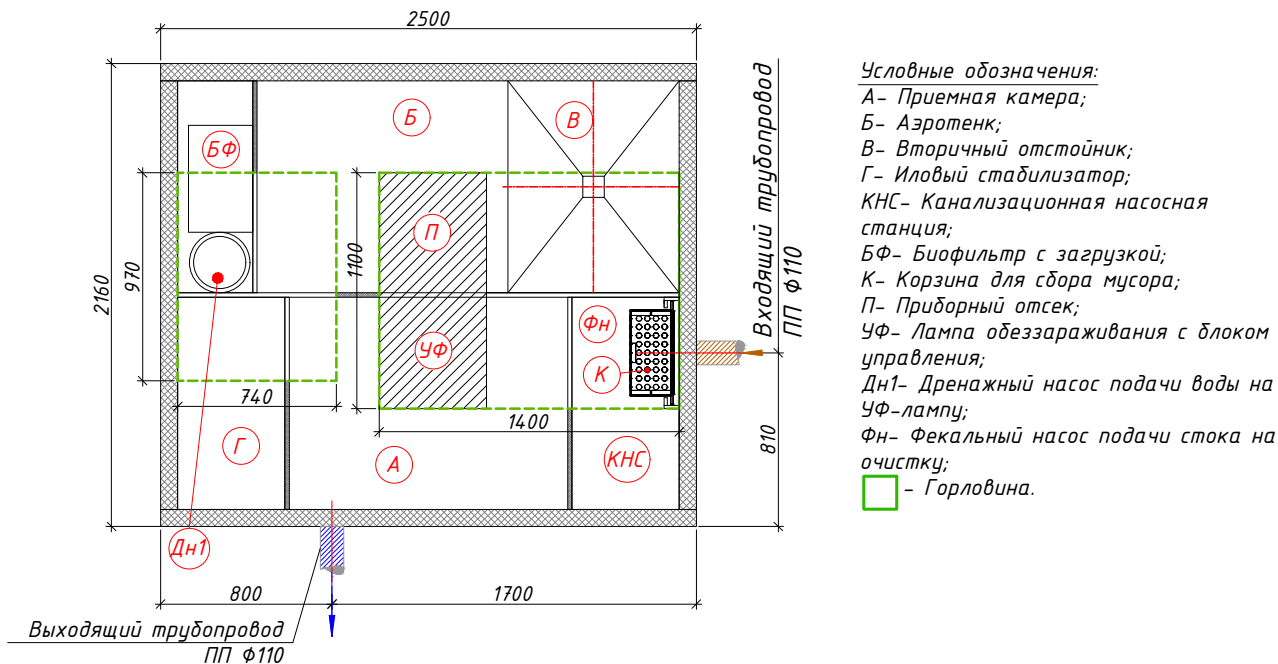 2500
2160
970
1100
740
1400
810
800
1700
Б
В
БФ
П
УФ
Фн
К
Г
А
КНС
Дн1
Входящий трубопровод
ПП Ф110
Выходящий трубопровод
ПП Ф110
Условные обозначения:
А- Приемная камера;
Б- Аэротенк;
В- Вторичный отстойник;
Г- Иловый стабилизатор;
КНС- Канализационная насосная
станция;
БФ- Биофильтр с загрузкой;
К- Корзина для сбора мусора;
П- Приборный отсек;
УФ- Лампа обеззараживания с блоком
управления;
Дн1- Дренажный насос подачи воды на
УФ-лампу;
Фн- Фекальный насос подачи стока на
очистку;
- Горловина.